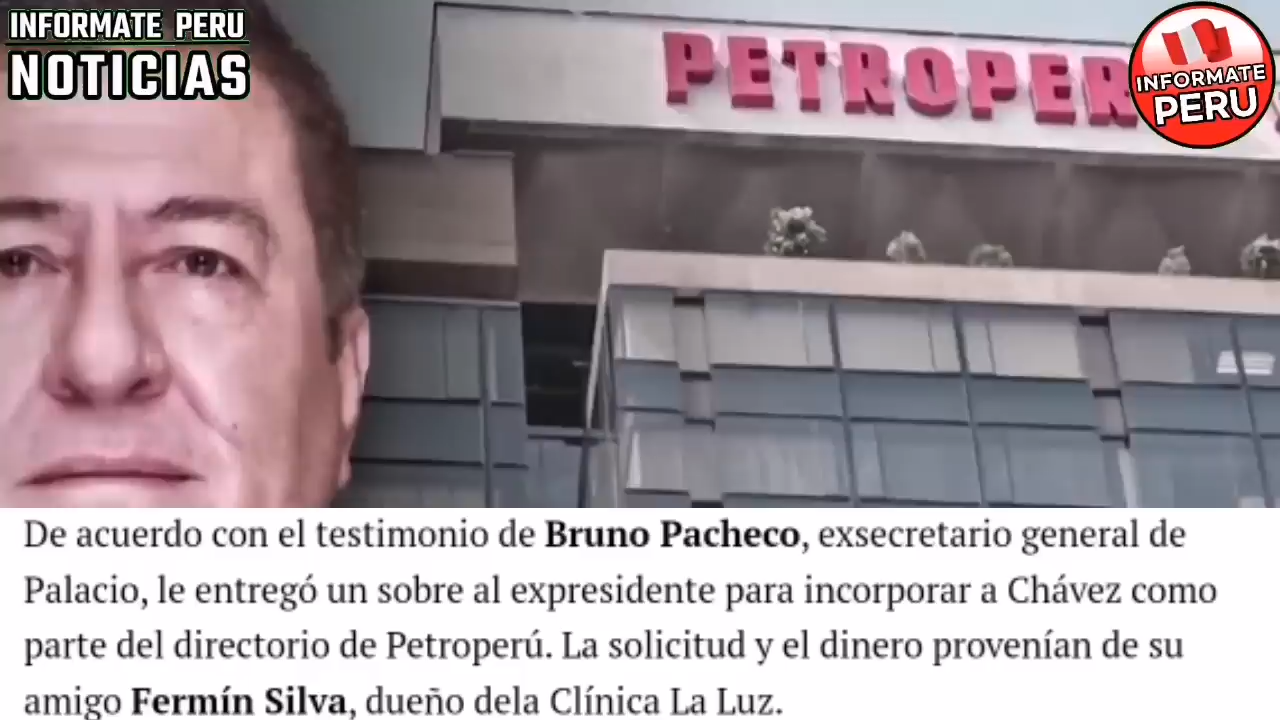 INFORMATE PERU
NOTICIAS
PETROPER
INFORMATE
PERU
De acuerdo con el testimonio de Bruno Pacheco, exsecretario general de
Palacio, le entregó un sobre al expresidente para incorporar a Chávez como
parte del directorio de Petroperú. La solicitud y el dinero provenían de su
amigo Fermín Silva, dueño dela Clínica La Luz.